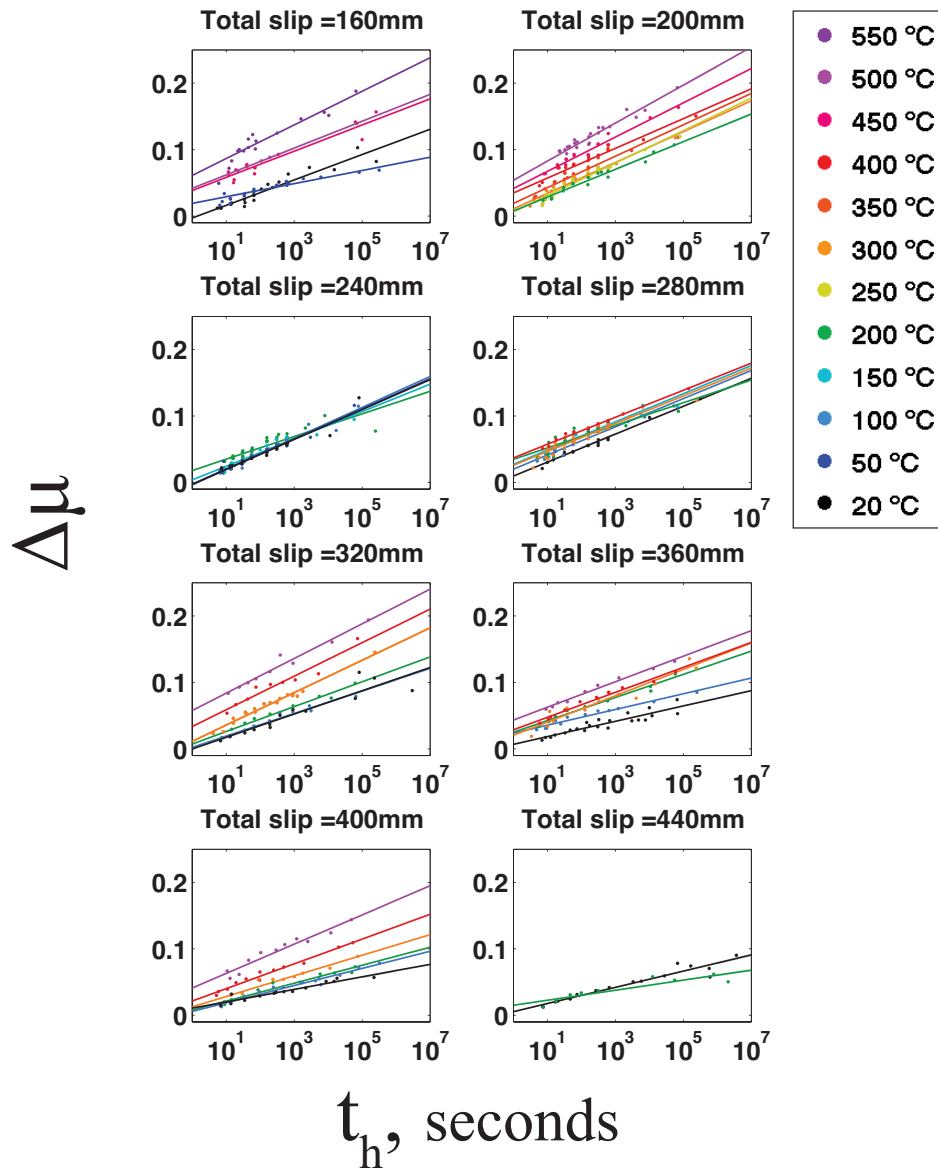 Total slip =160mm
Total slip =200mm
0.2
0.1
0
10^1 10^3 10^5 10^7
0.2
0.1
0
10^1 10^3 10^5 10^7
550 °C
500 °C
450 °C
400 °C
350 °C
300 °C
250 °C
200 °C
150 °C
100 °C
50 °C
20 °C
Total slip =240mm
Total slip =280mm
0.2
0.1
0
10^1 10^3 10^5 10^7
0.2
0.1
0
10^1 10^3 10^5 10^7
Δμ
Total slip =320mm
Total slip =360mm
0.2
0.1
0
10^1 10^3 10^5 10^7
0.2
0.1
0
10^1 10^3 10^5 10^7
Total slip =400mm
Total slip =440mm
0.2
0.1
0
10^1 10^3 10^5 10^7
0.2
0.1
0
10^1 10^3 10^5 10^7
t_h, seconds